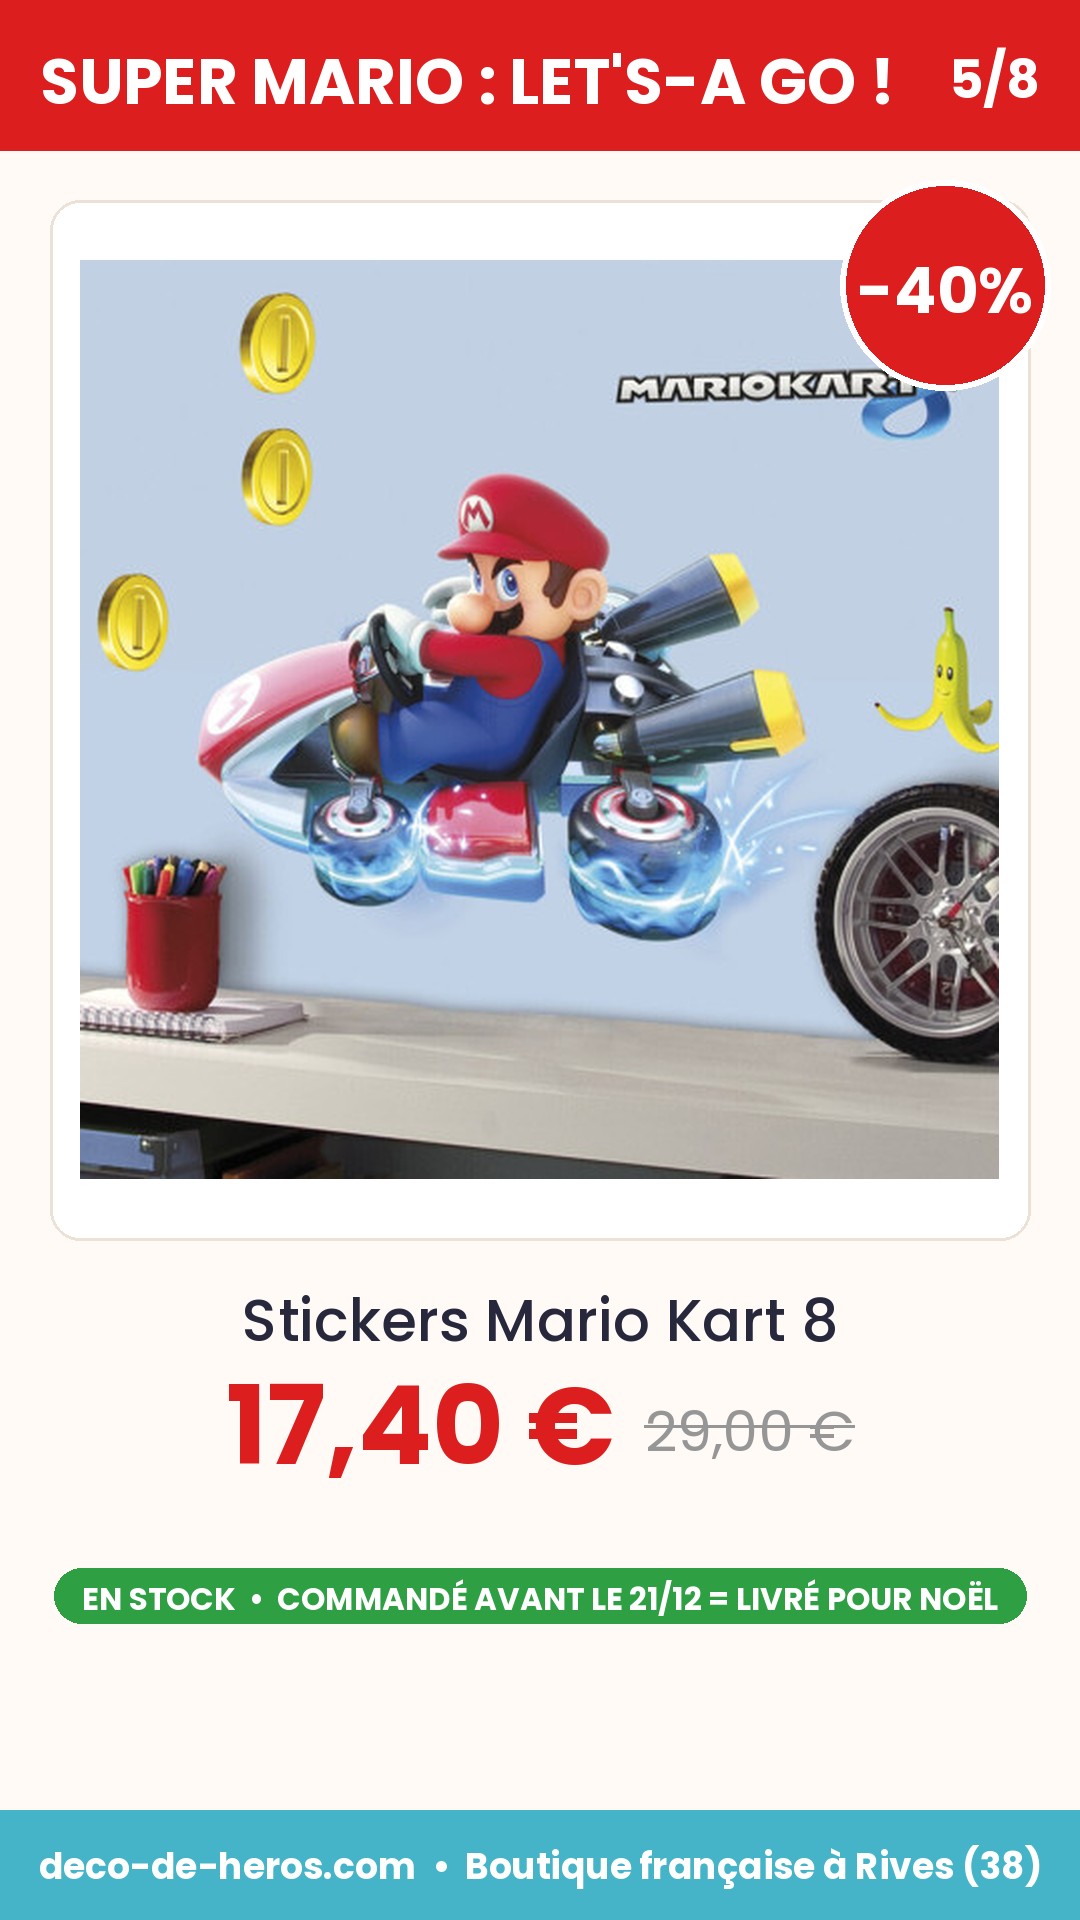 SUPER MARIO : LET'S-A GO ! 5/8
-40%
MARIOKART
8
M
Stickers Mario Kart 8
17,40 € 29,00 €
EN STOCK • COMMANDÉ AVANT LE 21/12 = LIVRÉ POUR NOËL
deco-de-heros.com • Boutique française à Rives (38)